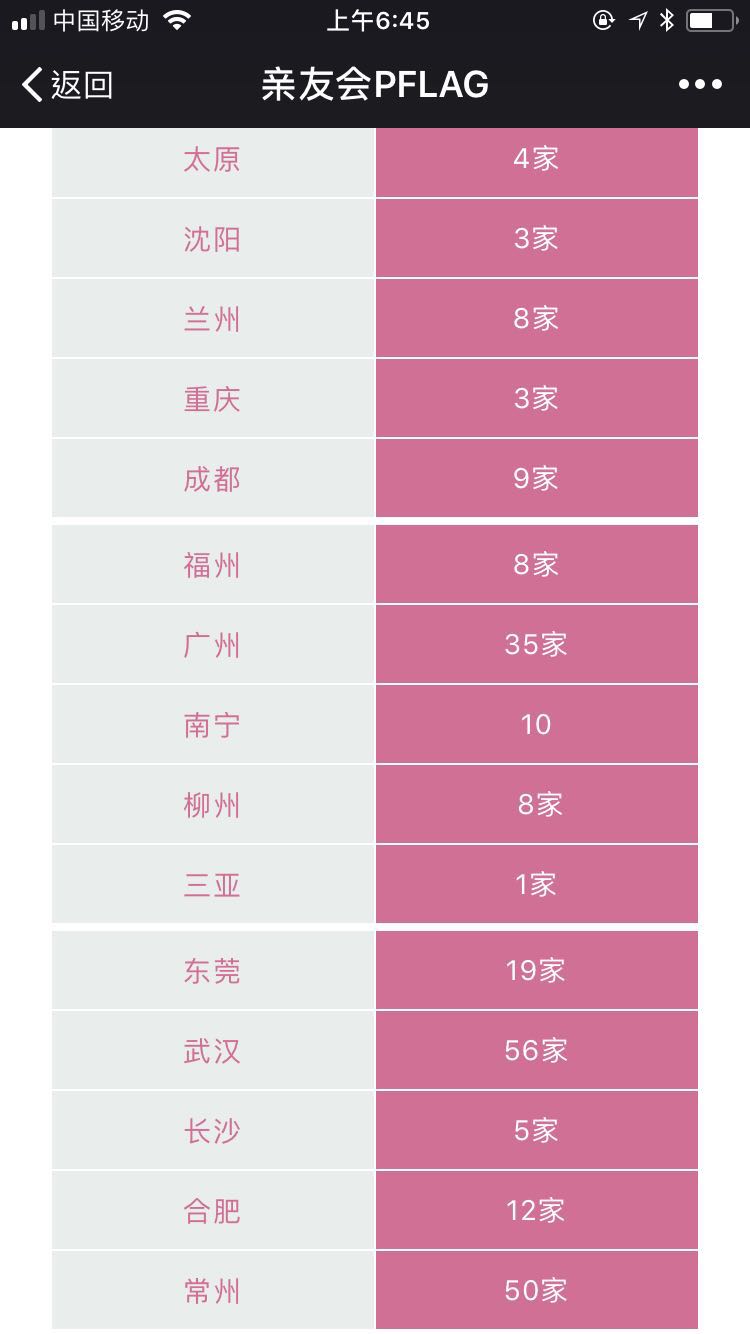 中国移动 上午6:45
返回 亲友会PFLAG
太原 4家
沈阳 3家
兰州 8家
重庆 3家
成都 9家
福州 8家
广州 35家
南宁 10
柳州 8家
三亚 1家
东莞 19家
武汉 56家
长沙 5家
合肥 12家
常州 50家